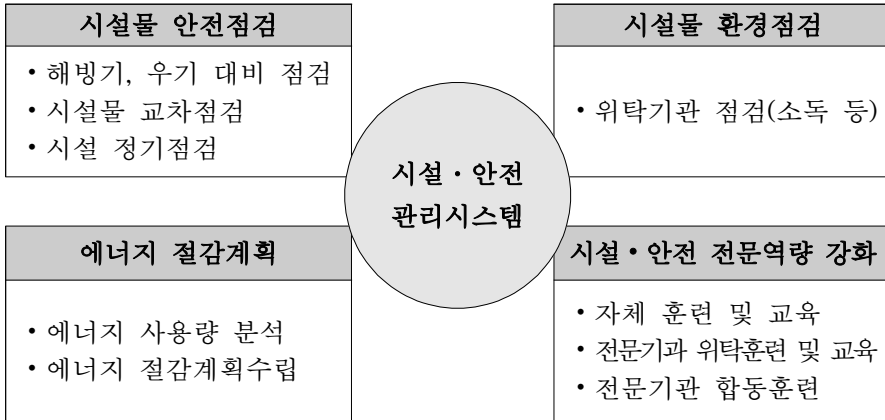 시설물 안전점검
• 해빙기, 우기 대비 점검
• 시설물 교차점검
• 시설 정기점검
시설물 환경점검
• 위탁기관 점검(소독 등)
시설 • 안전
관리시스템
에너지 절감계획
• 에너지 사용량 분석
• 에너지 절감계획수립
시설 • 안전 전문역량 강화
• 자체 훈련 및 교육
• 전문기과 위탁훈련 및 교육
• 전문기관 합동훈련